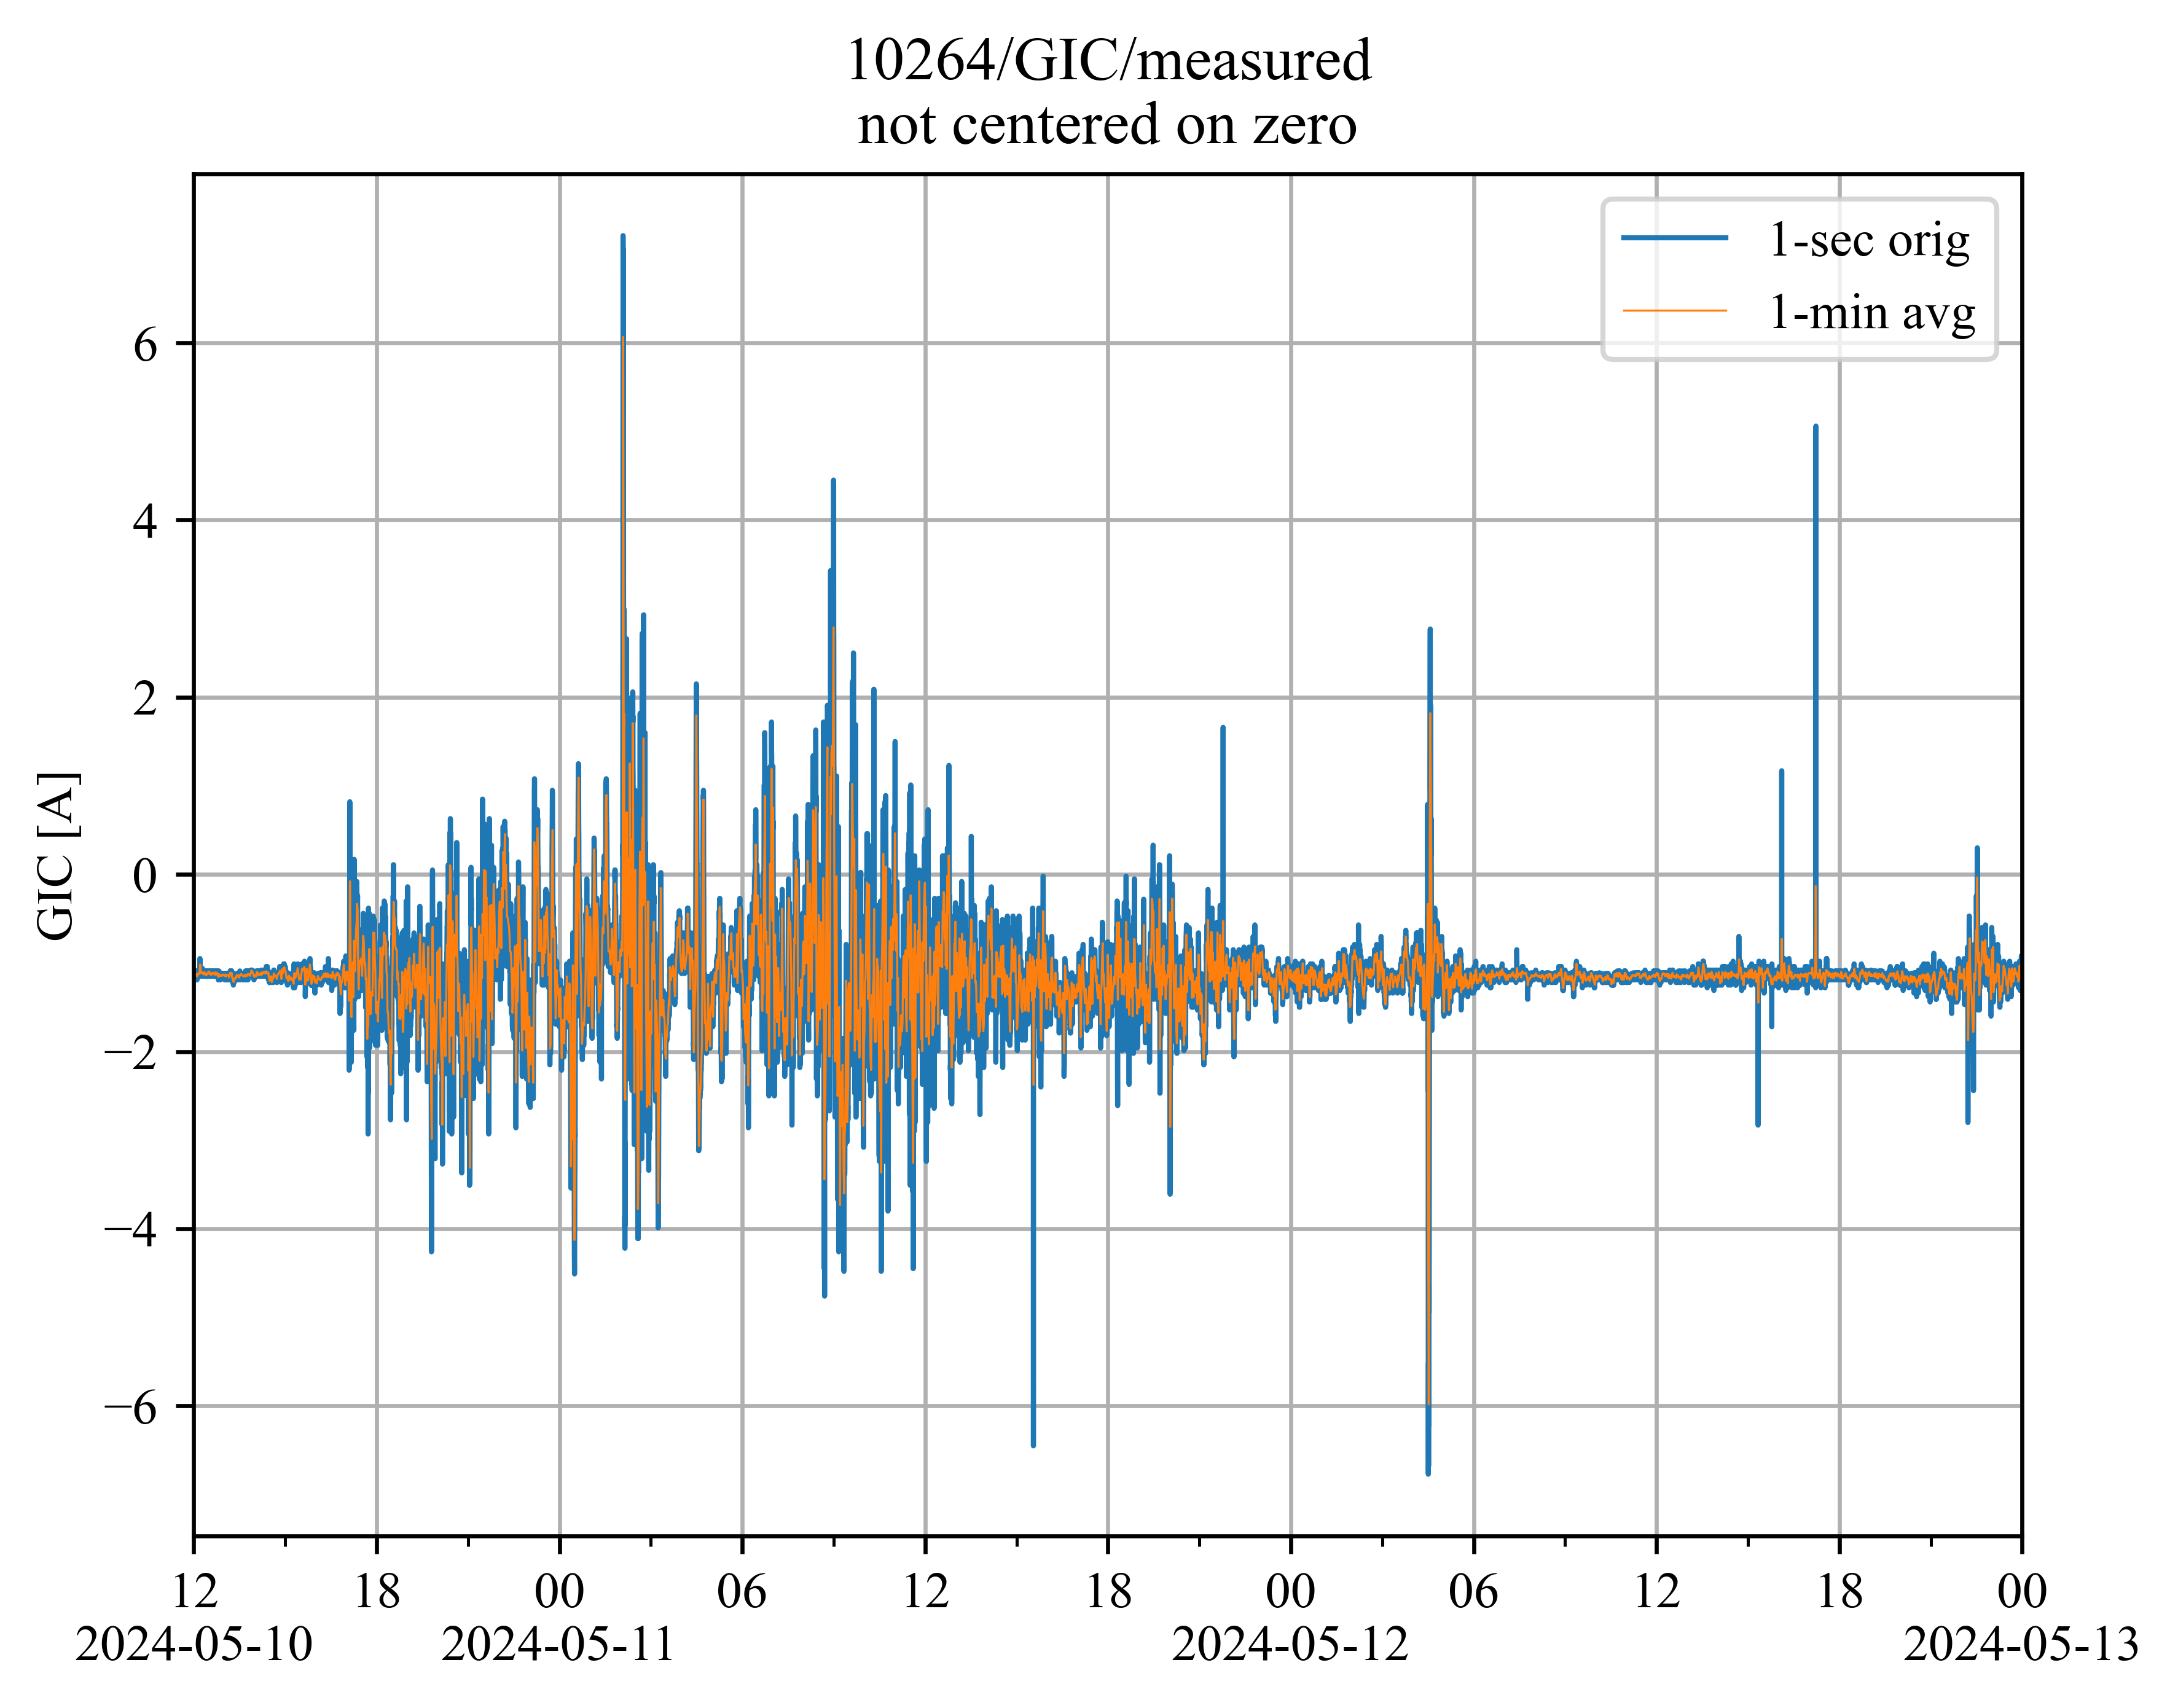 10264/GIC/measured
not centered on zero
1-sec orig
1-min avg
GIC [A]
6
4
2
0
−2
−4
−6
12 18 00 06 12 18 00 06 12 18 00
2024-05-10 2024-05-11 2024-05-12 2024-05-13